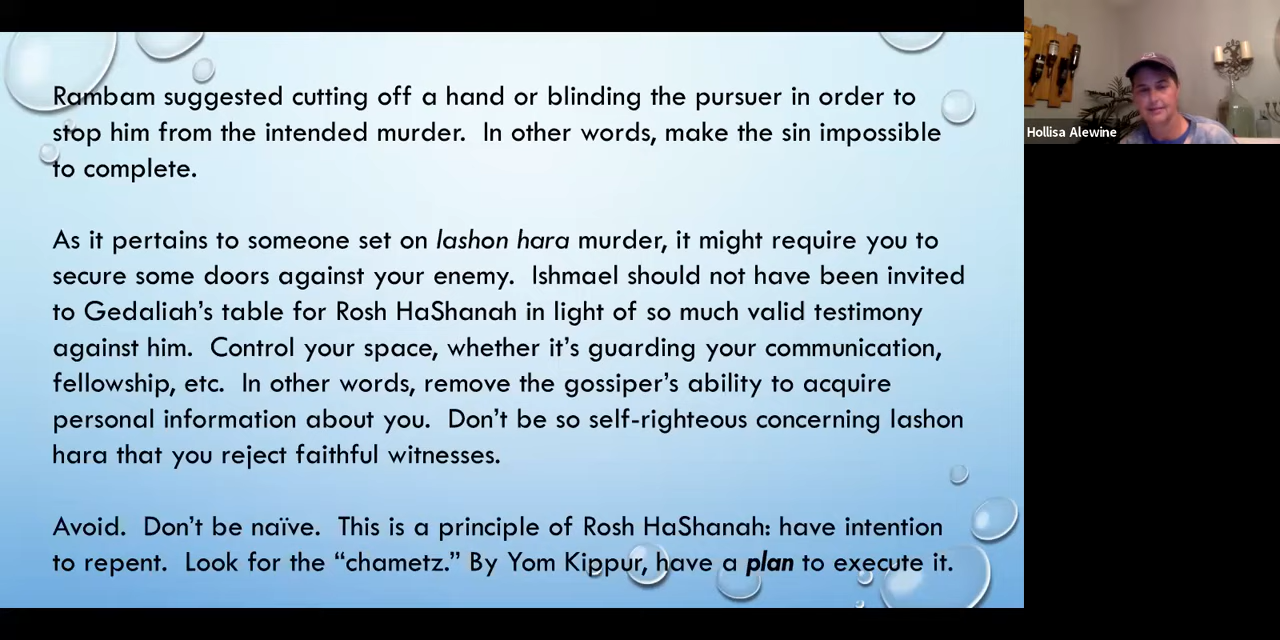 Rambam suggested cutting off a hand or blinding the pursuer in order to
stop him from the intended murder.  In other words, make the sin impossible
to complete.
As it pertains to someone set on lashon hara murder, it might require you to
secure some doors against your enemy.  Ishmael should not have been invited
to Gedaliah's table for Rosh HaShanah in light of so much valid testimony
against him.  Control your space, whether it's guarding your communication,
fellowship, etc.  In other words, remove the gossiper's ability to acquire
personal information about you.  Don't be so self-righteous concerning lashon
hara that you reject faithful witnesses.
Avoid.  Don't be naïve.  This is a principle of Rosh HaShanah: have intention
to repent.  Look for the “chametz.” By Yom Kippur, have a plan to execute it.
Hollisa Alewine